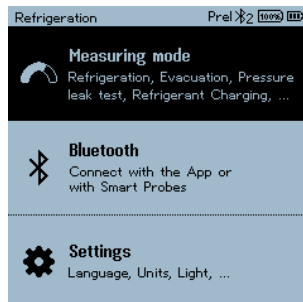 Refrigeration Prel 2 100%
Measuring mode
Refrigeration, Evacuation, Pressure
leak test, Refrigerant Charging, ...
Bluetooth
Connect with the App or
with Smart Probes
Settings
Language, Units, Light, ...